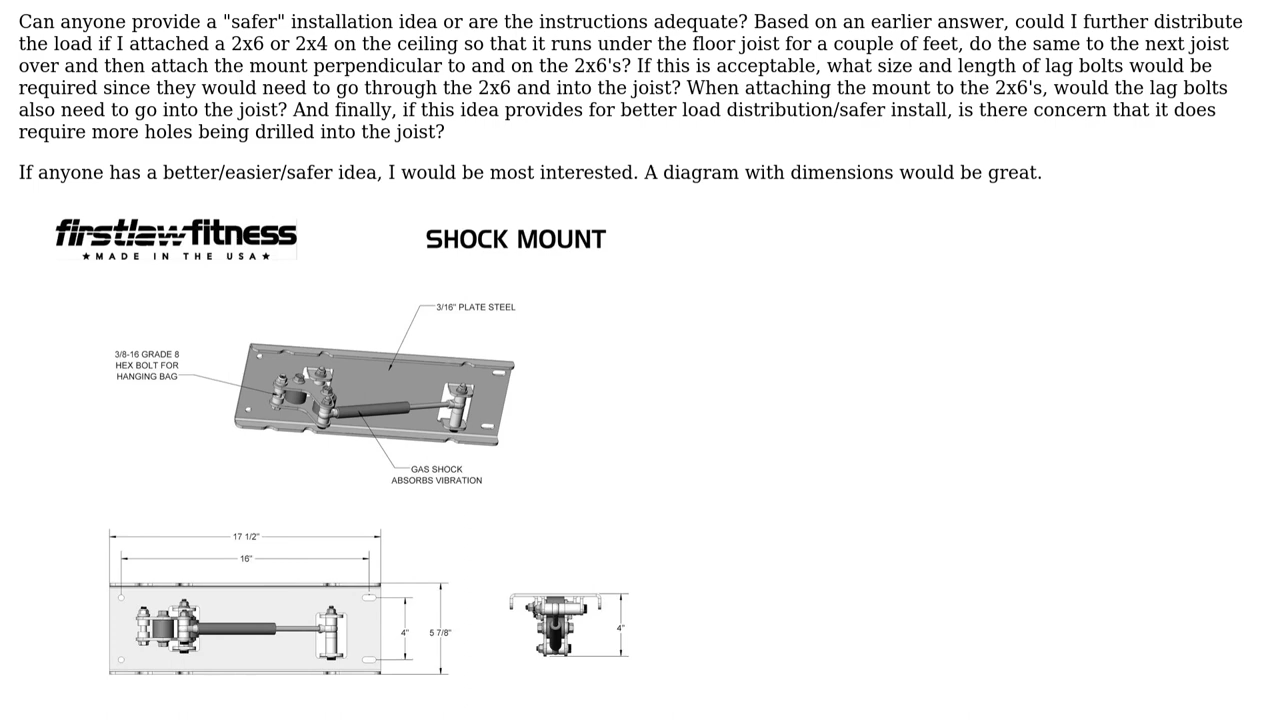 Can anyone provide a "safer" installation idea or are the instructions adequate? Based on an earlier answer, could I further distribute
the load if I attached a 2x6 or 2x4 on the ceiling so that it runs under the floor joist for a couple of feet, do the same to the next joist
over and then attach the mount perpendicular to and on the 2x6's? If this is acceptable, what size and length of lag bolts would be
required since they would need to go through the 2x6 and into the joist? When attaching the mount to the 2x6's, would the lag bolts
also need to go into the joist? And finally, if this idea provides for better load distribution/safer install, is there concern that it does
require more holes being drilled into the joist?
If anyone has a better/easier/safer idea, I would be most interested. A diagram with dimensions would be great.
firstlawfitness
★MADE IN THE USA★
SHOCK MOUNT
3/16" PLATE STEEL
3/8-16 GRADE 8
HEX BOLT FOR
HANGING BAG
GAS SHOCK
ABSORBS VIBRATION
17 1/2"
16"
4"
5 7/8"
4"